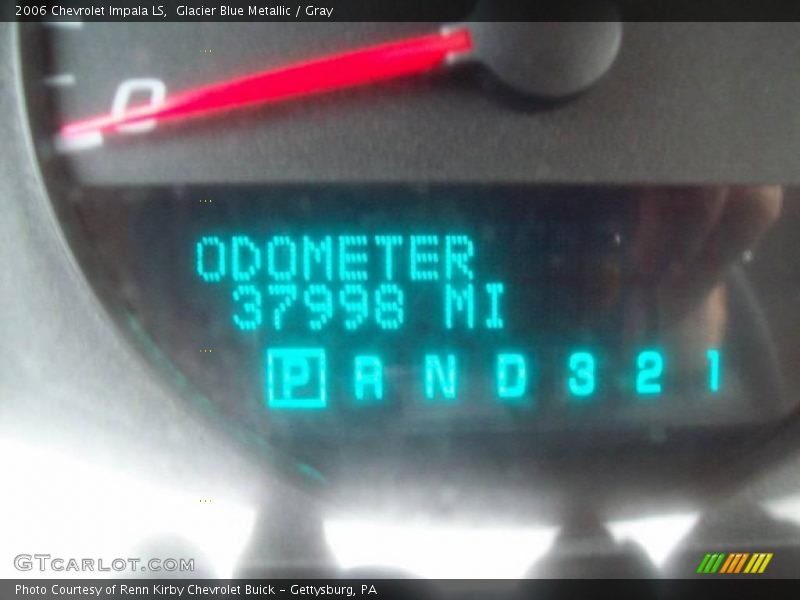 2006 Chevrolet Impala LS,  Glacier Blue Metallic / Gray
0
ODOMETER
37998 MI
P R N D 3 2 1
GTCARLOT.COM
Photo Courtesy of Renn Kirby Chevrolet Buick - Gettysburg, PA